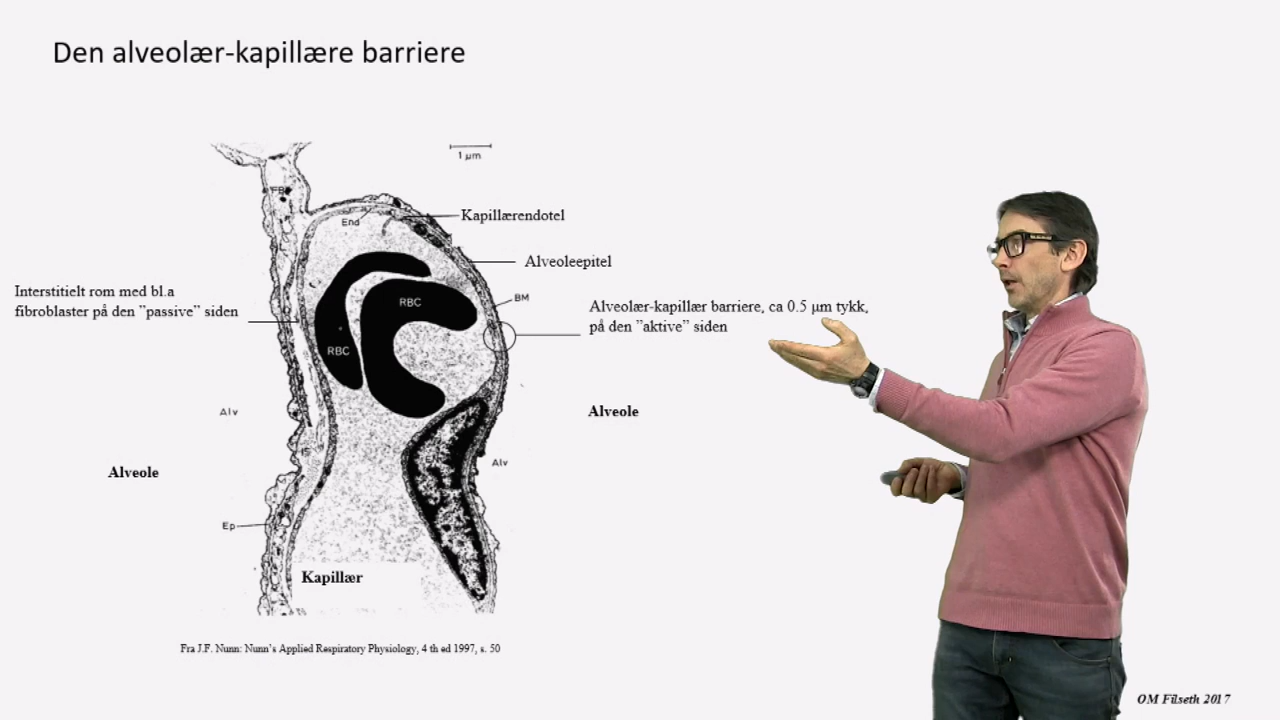 Den alveolær-kapillære barriere
1 µm
FB
End
Kapillærendotel
Alveoleepitel
Interstitielt rom med bl.a
fibroblaster på den ”passive” siden
RBC
BM
Alveolær-kapillær barriere, ca 0.5 µm tykk,
på den ”aktive” siden
RBC
Alv
Alveole
IS
Alv
Alveole
Ep
Kapillær
Fra J.F. Nunn: Nunn’s Applied Respiratory Physiology, 4 th ed 1997, s. 50
OM Filseth 2017